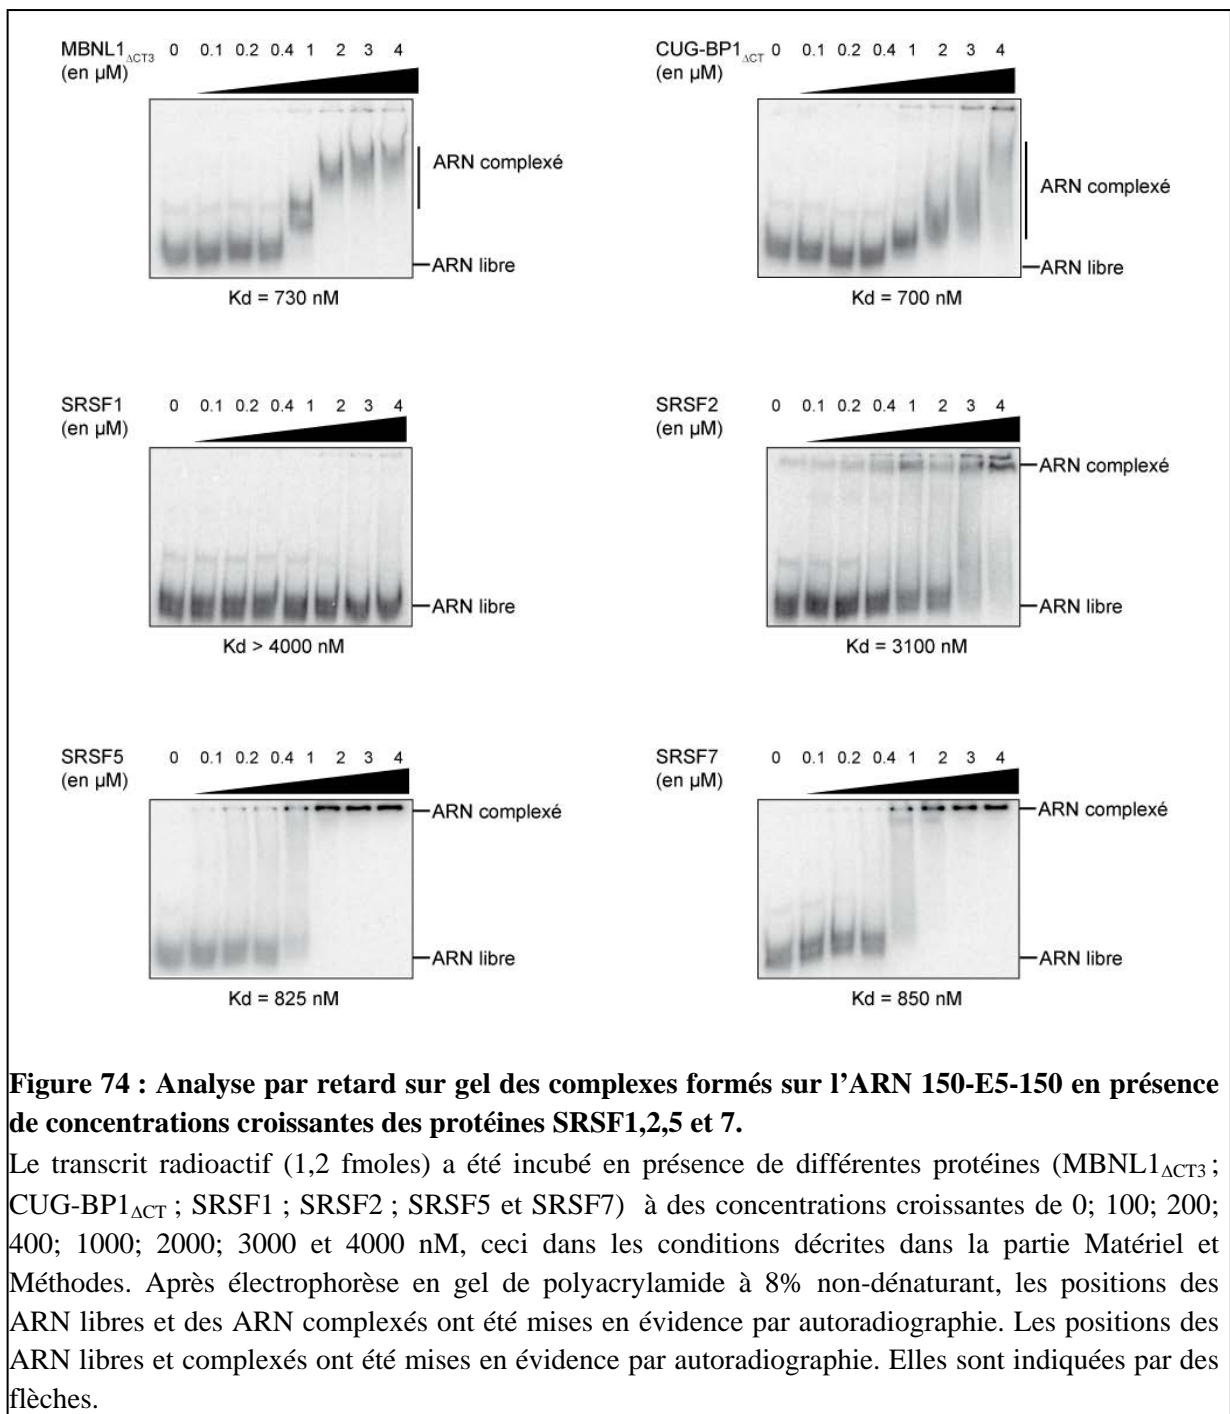 MBNL1ΔCT3 0 0.1 0.2 0.4 1 2 3 4
(en µM)
ARN complexé
ARN libre
Kd = 730 nM
CUG-BP1ΔCT 0 0.1 0.2 0.4 1 2 3 4
(en µM)
ARN complexé
ARN libre
Kd = 700 nM
SRSF1 0 0.1 0.2 0.4 1 2 3 4
(en µM)
ARN libre
Kd > 4000 nM
SRSF2 0 0.1 0.2 0.4 1 2 3 4
(en µM)
ARN complexé
ARN libre
Kd = 3100 nM
SRSF5 0 0.1 0.2 0.4 1 2 3 4
(en µM)
ARN complexé
ARN libre
Kd = 825 nM
SRSF7 0 0.1 0.2 0.4 1 2 3 4
(en µM)
ARN complexé
ARN libre
Kd = 850 nM
Figure 74 : Analyse par retard sur gel des complexes formés sur l'ARN 150-E5-150 en présence
de concentrations croissantes des protéines SRSF1,2,5 et 7.
Le transcrit radioactif (1,2 fmoles) a été incubé en présence de différentes protéines (MBNL1ΔCT3 ;
CUG-BP1ΔCT ; SRSF1 ; SRSF2 ; SRSF5 et SRSF7) à des concentrations croissantes de 0; 100; 200;
400; 1000; 2000; 3000 et 4000 nM, ceci dans les conditions décrites dans la partie Matériel et
Méthodes. Après électrophorèse en gel de polyacrylamide à 8% non-dénaturant, les positions des
ARN libres et des ARN complexés ont été mises en évidence par autoradiographie. Les positions des
ARN libres et complexés ont été mises en évidence par autoradiographie. Elles sont indiquées par des
flèches.